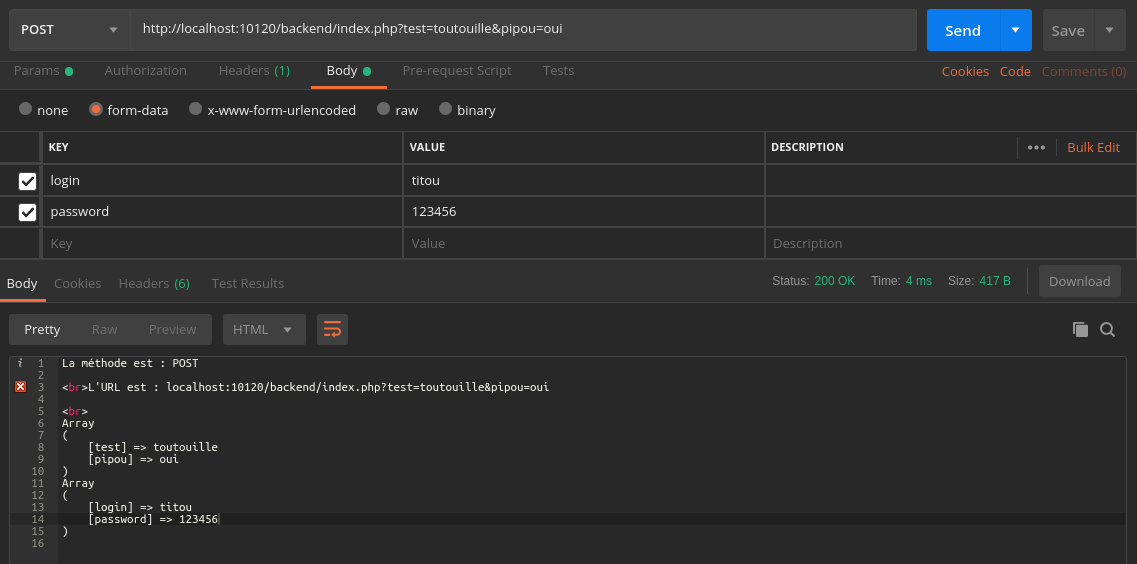 POST http://localhost:10120/backend/index.php?test=toutouille&pipou=oui Send Save
Params Authorization Headers (1) Body Pre-request Script Tests Cookies Code Comments (0)
none form-data x-www-form-urlencoded raw binary
KEY VALUE DESCRIPTION ••• Bulk Edit
login titou
password 123456
Key Value Description
Body Cookies Headers (6) Test Results Status: 200 OK Time: 4 ms Size: 417 B Download
Pretty Raw Preview HTML
i 1 La méthode est : POST
2
3 <br>L'URL est : localhost:10120/backend/index.php?test=toutouille&pipou=oui
4
5 <br>
6 Array
7 (
8 [test] => toutouille
9 [pipou] => oui
10 )
11 Array
12 (
13 [login] => titou
14 [password] => 123456
15 )
16